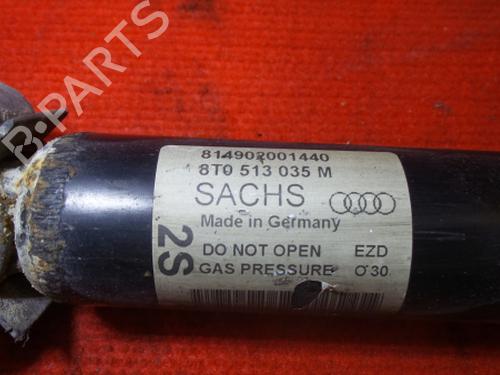 B-PARTS
814902001440
8T0 513 035 M
SACHS
Made in Germany
2S
DO NOT OPEN EZD
GAS PRESSURE O 30